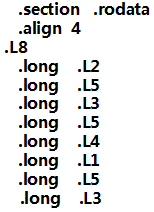 .section .rodata
.align 4
.L8
.long .L2
.long .L5
.long .L3
.long .L5
.long .L4
.long .L1
.long .L5
.long .L3